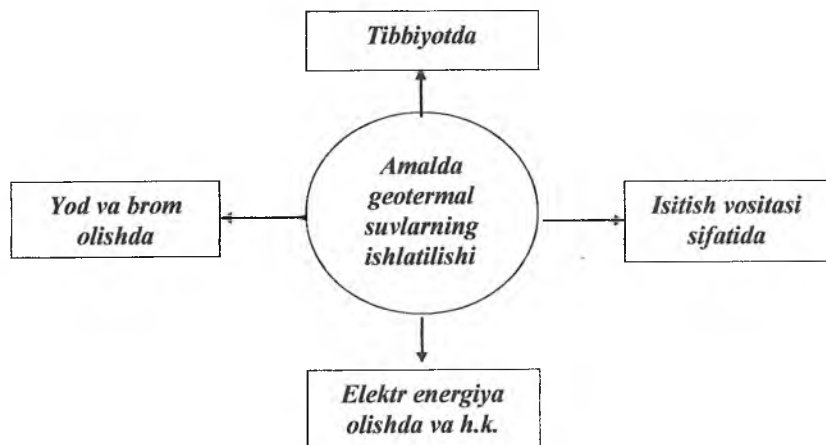 Tibbiyotda
Amalda
geotermal
suvlarning
ishlatilishi
Yod va brom
olishda
Isitish vositasi
sifatida
Elektr energiya
olishda va h.k.